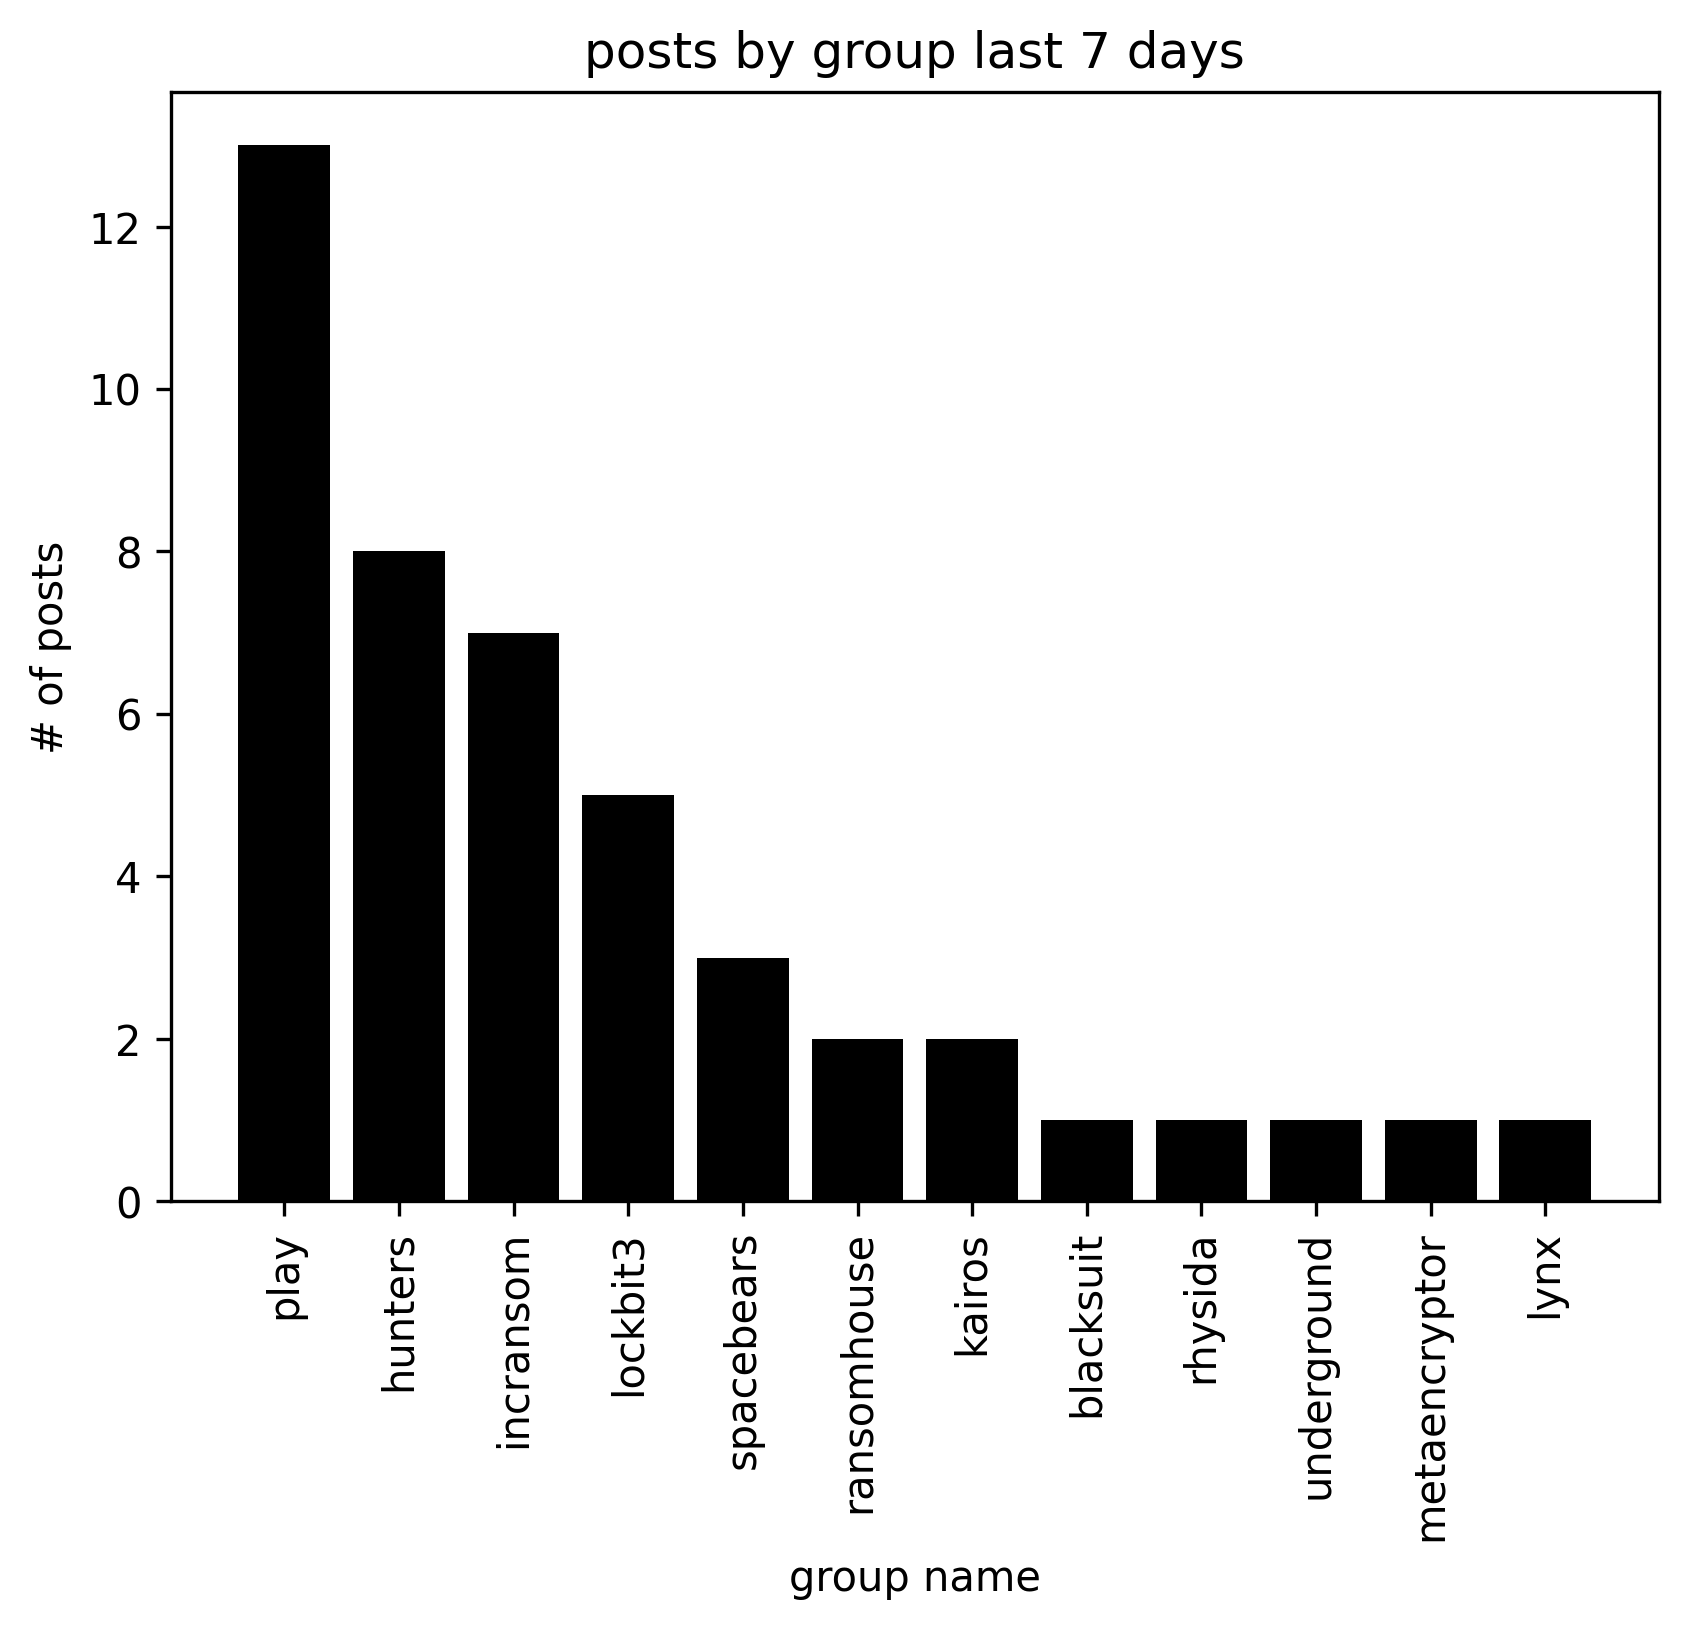 posts by group last 7 days
# of posts
12
10
8
6
4
2
0
play
hunters
incransom
lockbit3
spacebears
ransomhouse
kairos
blacksuit
rhysida
underground
metaencryptor
lynx
group name